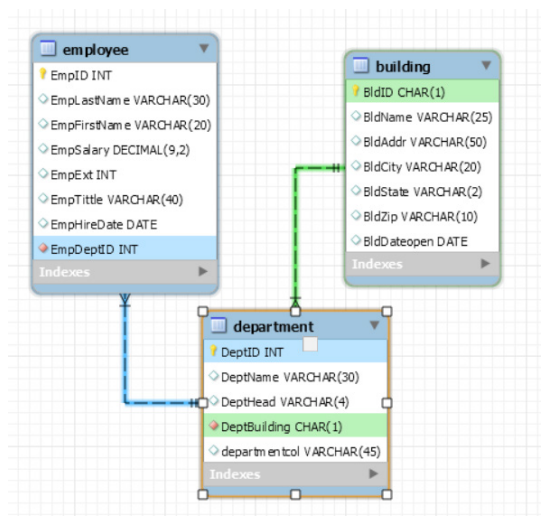 employee
EmpID INT
EmpLastName VARCHAR(30)
EmpFirstName VARCHAR(20)
EmpSalary DECIMAL(9,2)
EmpExt INT
EmpTittle VARCHAR(40)
EmpHireDate DATE
EmpDeptID INT
Indexes
building
BldID CHAR(1)
BldName VARCHAR(25)
BldAddr VARCHAR(50)
BldCity VARCHAR(20)
BldState VARCHAR(2)
BldZip VARCHAR(10)
BldDateopen DATE
Indexes
department
DeptID INT
DeptName VARCHAR(30)
DeptHead VARCHAR(4)
DeptBuilding CHAR(1)
departmentcol VARCHAR(45)
Indexes